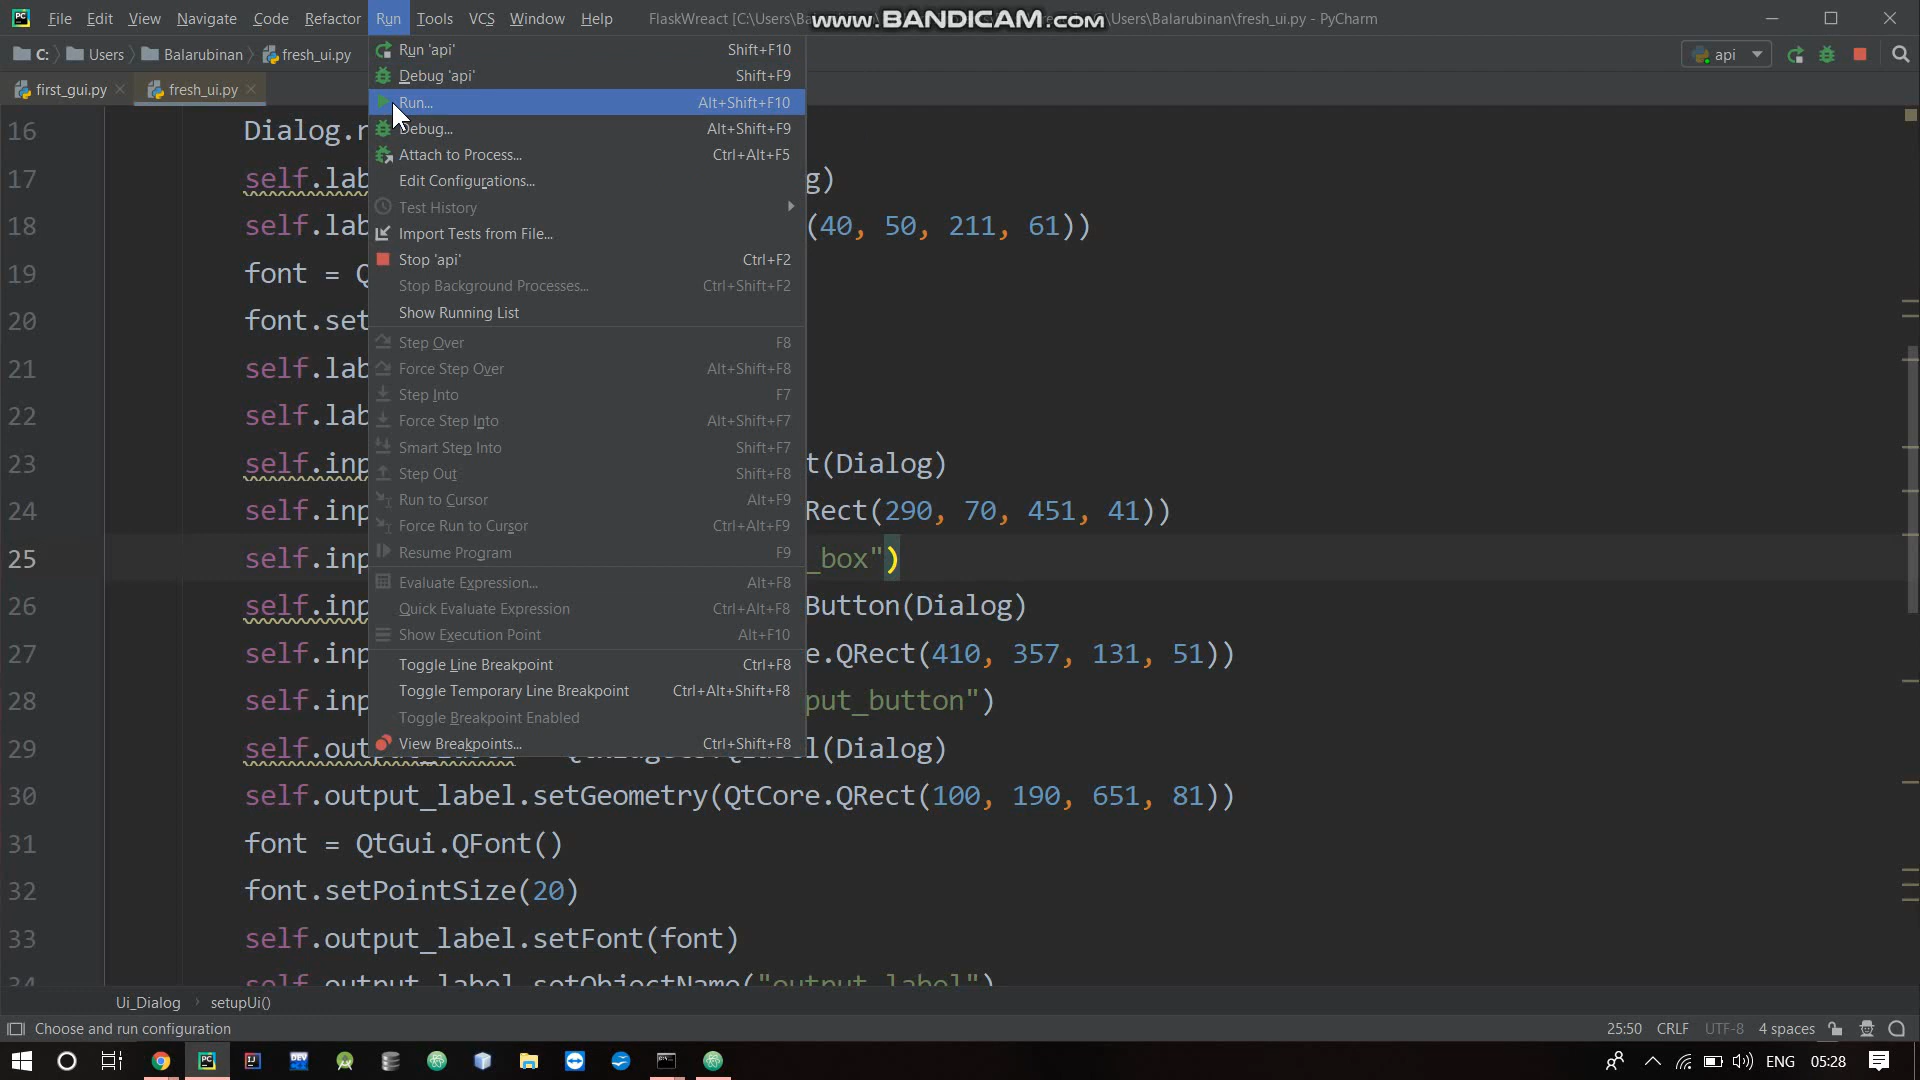 File Edit View Navigate Code Refactor Run Tools VCS Window Help FlaskWreact [C:\Users\Ba www.BANDICAM.com C:\Users\Balarubinan\fresh_ui.py - PyCharm
C: Users Balarubinan fresh_ui.py api
first_gui.py fresh_ui.py
Run 'api' Shift+F10
Debug 'api' Shift+F9
Run... Alt+Shift+F10
Debug... Alt+Shift+F9
Attach to Process... Ctrl+Alt+F5
Edit Configurations...
Test History
Import Tests from File...
Stop 'api' Ctrl+F2
Stop Background Processes... Ctrl+Shift+F2
Show Running List
Step Over F8
Force Step Over Alt+Shift+F8
Step Into F7
Force Step Into Alt+Shift+F7
Smart Step Into Shift+F7
Step Out Shift+F8
Run to Cursor Alt+F9
Force Run to Cursor Ctrl+Alt+F9
Resume Program F9
Evaluate Expression... Alt+F8
Quick Evaluate Expression Ctrl+Alt+F8
Show Execution Point Alt+F10
Toggle Line Breakpoint Ctrl+F8
Toggle Temporary Line Breakpoint Ctrl+Alt+Shift+F8
Toggle Breakpoint Enabled
View Breakpoints... Ctrl+Shift+F8
16 Dialog.r
17 self.lab g)
18 self.lab (40, 50, 211, 61))
19 font = Q
20 font.set
21 self.lab
22 self.lab
23 self.inp t(Dialog)
24 self.inp Rect(290, 70, 451, 41))
25 self.inp _box")
26 self.inp Button(Dialog)
27 self.inp e.QRect(410, 357, 131, 51))
28 self.inp put_button")
29 self.out l(Dialog)
30 self.output_label.setGeometry(QtCore.QRect(100, 190, 651, 81))
31 font = QtGui.QFont()
32 font.setPointSize(20)
33 self.output_label.setFont(font)
34 self.output_label.setObjectName("output_label")
Ui_Dialog setupUi()
Choose and run configuration 25:50 CRLF UTF-8 4 spaces
ENG 05:28